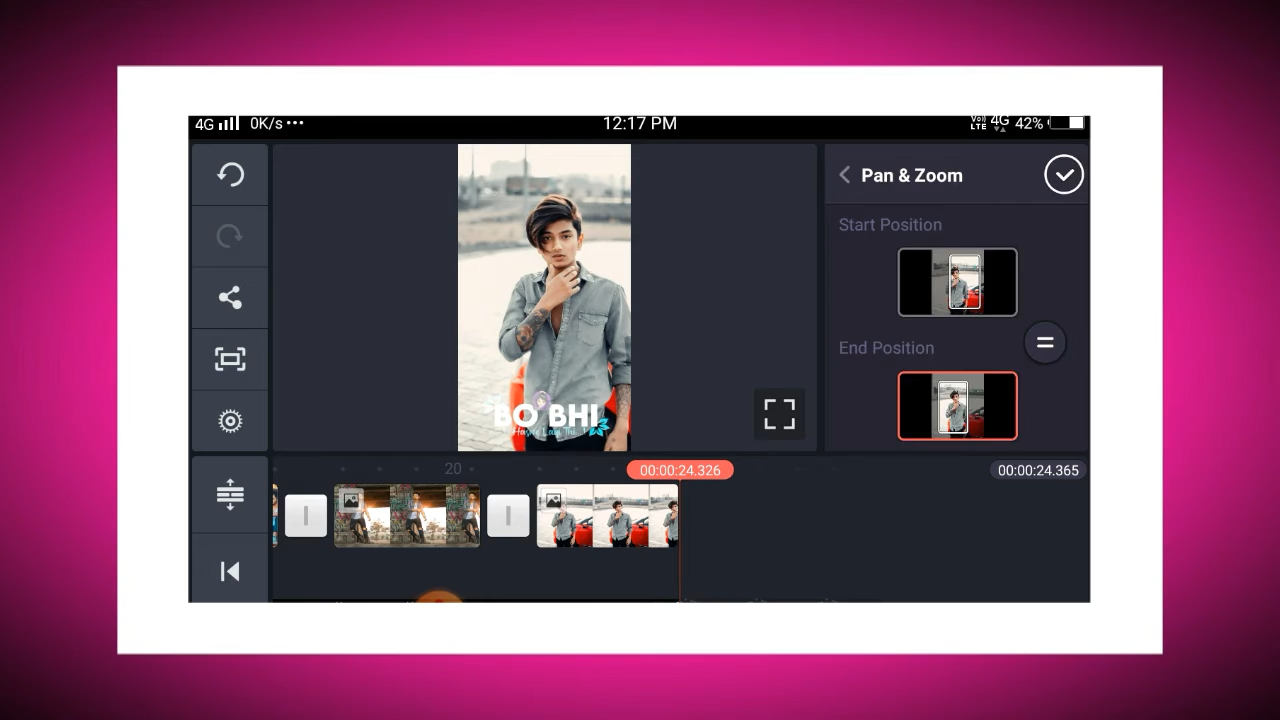 4G 0K/s ••• 12:17 PM VoLTE 4G 42%
Pan & Zoom
Start Position
End Position
BO BHI
20
00:00:24.326
00:00:24.365